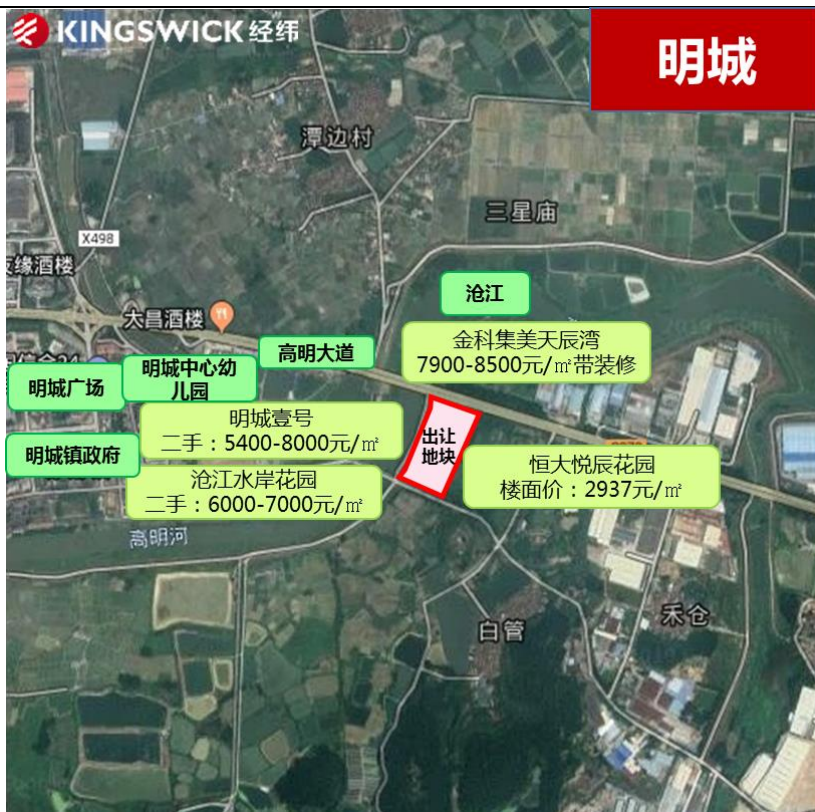 KINGSWICK 经纬
明城
潭边村
三星庙
X498
友缘酒楼
沧江
大昌酒楼
高明大道
金科集美天辰湾
7900-8500元/㎡带装修
明城中心幼
儿园
明城广场
明城壹号
二手：5400-8000元/㎡
出让
地块
明城镇政府
恒大悦辰花园
楼面价：2937元/㎡
沧江水岸花园
二手：6000-7000元/㎡
高明河
白管
禾仓